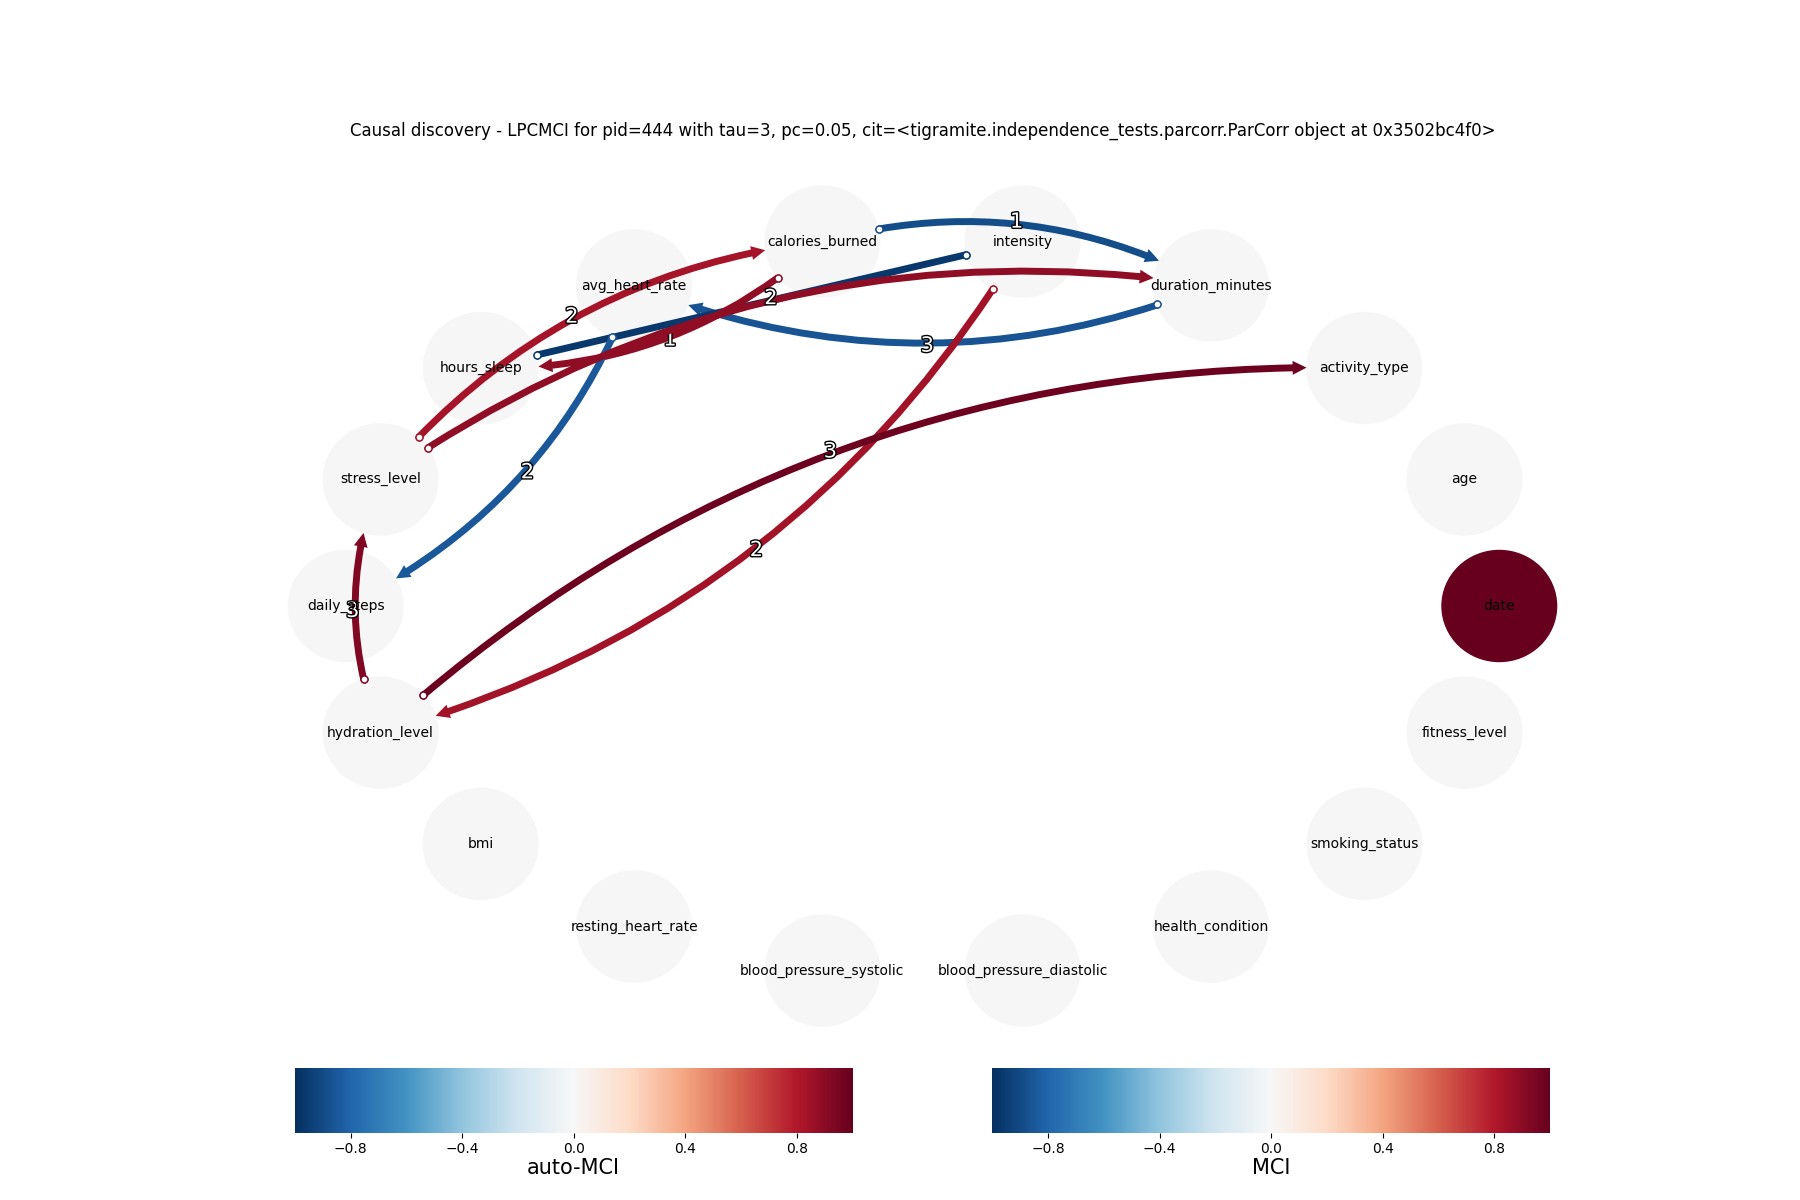 Causal discovery - LPCMCI for pid=444 with tau=3, pc=0.05, cit=<tigramite.independence_tests.parcorr.ParCorr object at 0x3502bc4f0>
1
calories_burned
intensity
avg_heart_rate
duration_minutes
2
2
1
3
hours_sleep
activity_type
3
2
stress_level
age
2
daily_steps
3
date
hydration_level
fitness_level
bmi
smoking_status
resting_heart_rate
health_condition
blood_pressure_systolic
blood_pressure_diastolic
−0.8 −0.4 0.0 0.4 0.8
auto-MCI
−0.8 −0.4 0.0 0.4 0.8
MCI